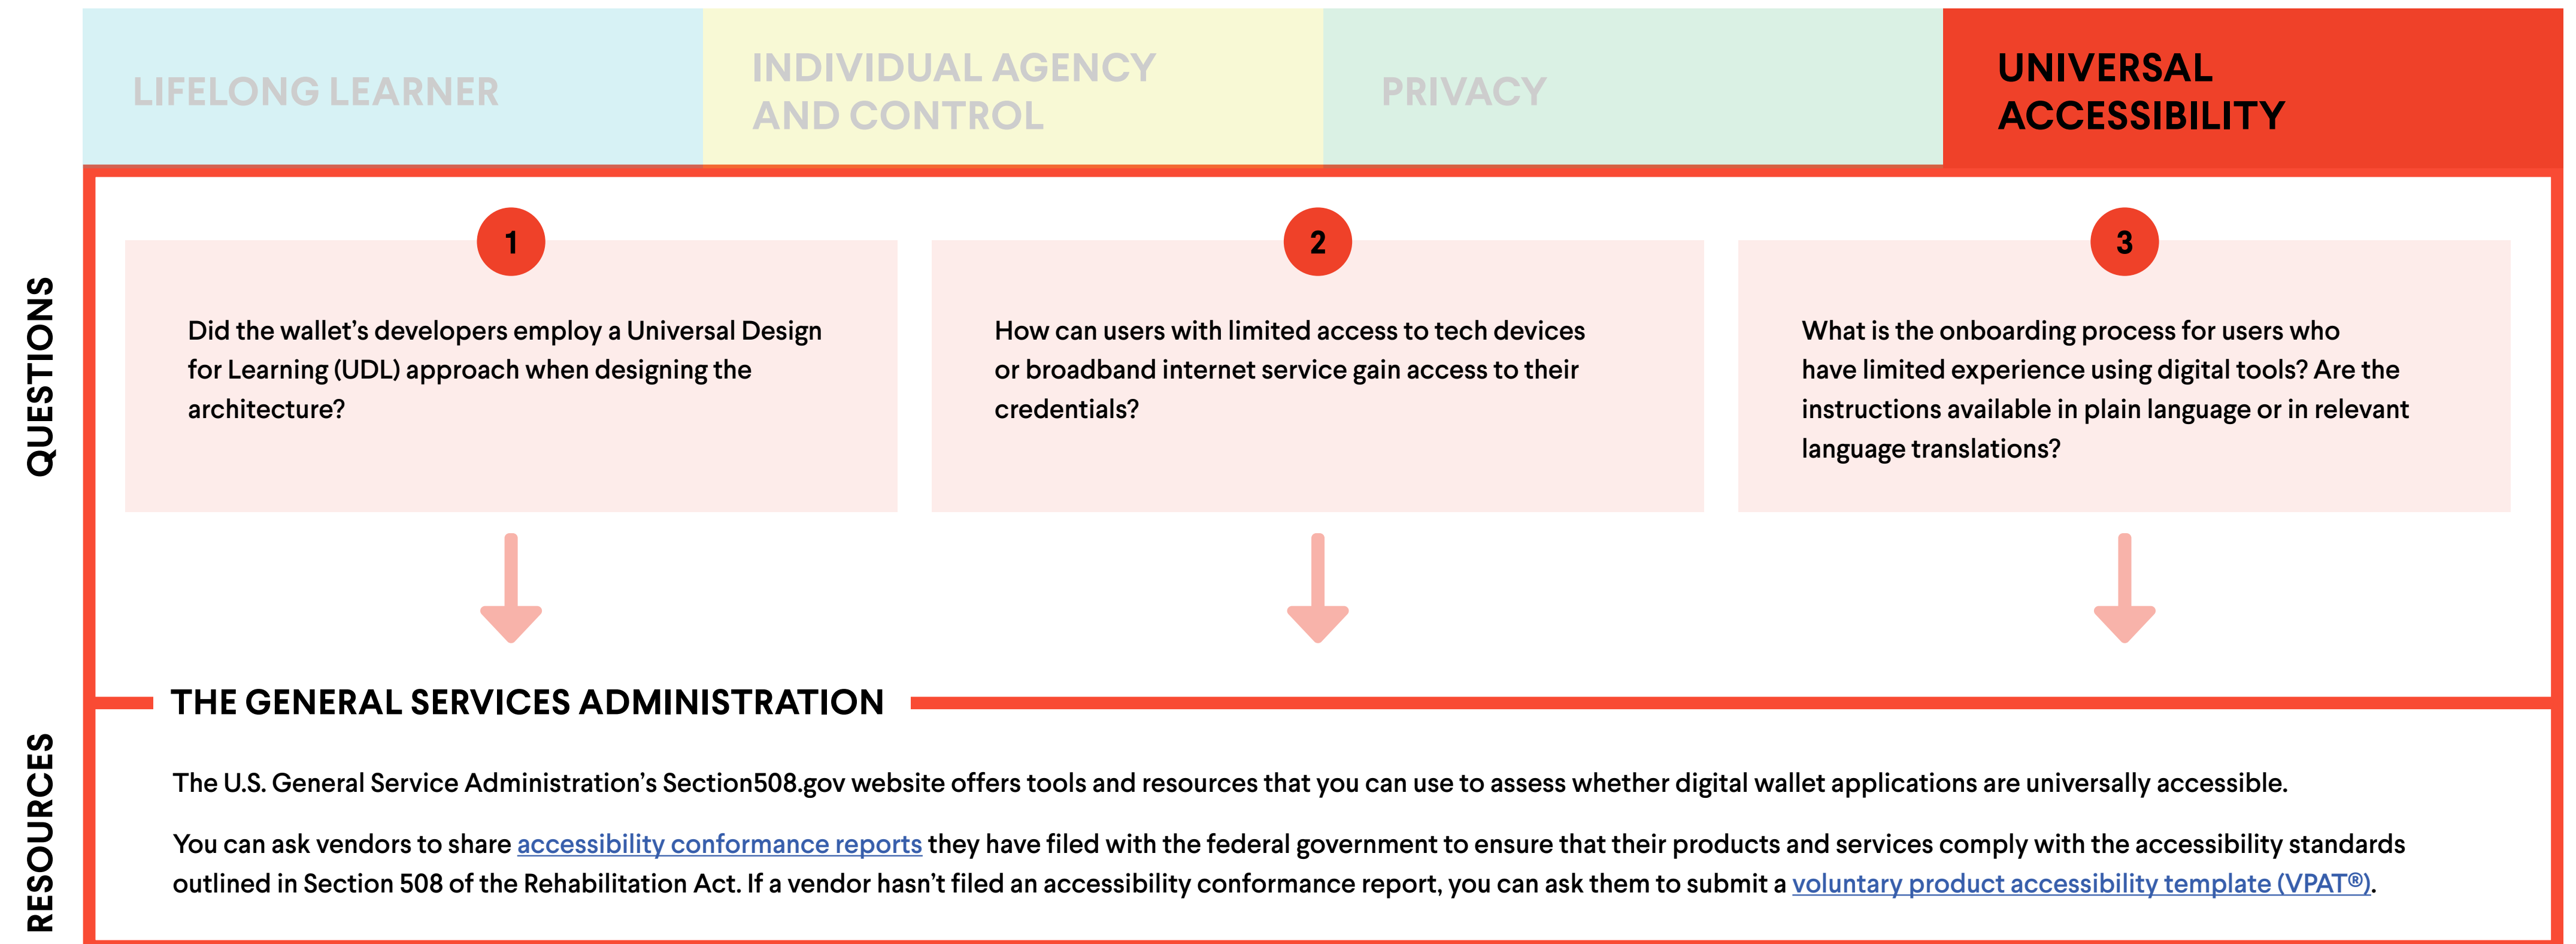 LIFELONG LEARNER
INDIVIDUAL AGENCY
AND CONTROL
PRIVACY
UNIVERSAL
ACCESSIBILITY
QUESTIONS
1
Did the wallet’s developers employ a Universal Design
for Learning (UDL) approach when designing the
architecture?
2
How can users with limited access to tech devices
or broadband internet service gain access to their
credentials?
3
What is the onboarding process for users who
have limited experience using digital tools? Are the
instructions available in plain language or in relevant
language translations?
RESOURCES
THE GENERAL SERVICES ADMINISTRATION
The U.S. General Service Administration’s Section508.gov website offers tools and resources that you can use to assess whether digital wallet applications are universally accessible.
You can ask vendors to share accessibility conformance reports they have filed with the federal government to ensure that their products and services comply with the accessibility standards
outlined in Section 508 of the Rehabilitation Act. If a vendor hasn’t filed an accessibility conformance report, you can ask them to submit a voluntary product accessibility template (VPAT®).